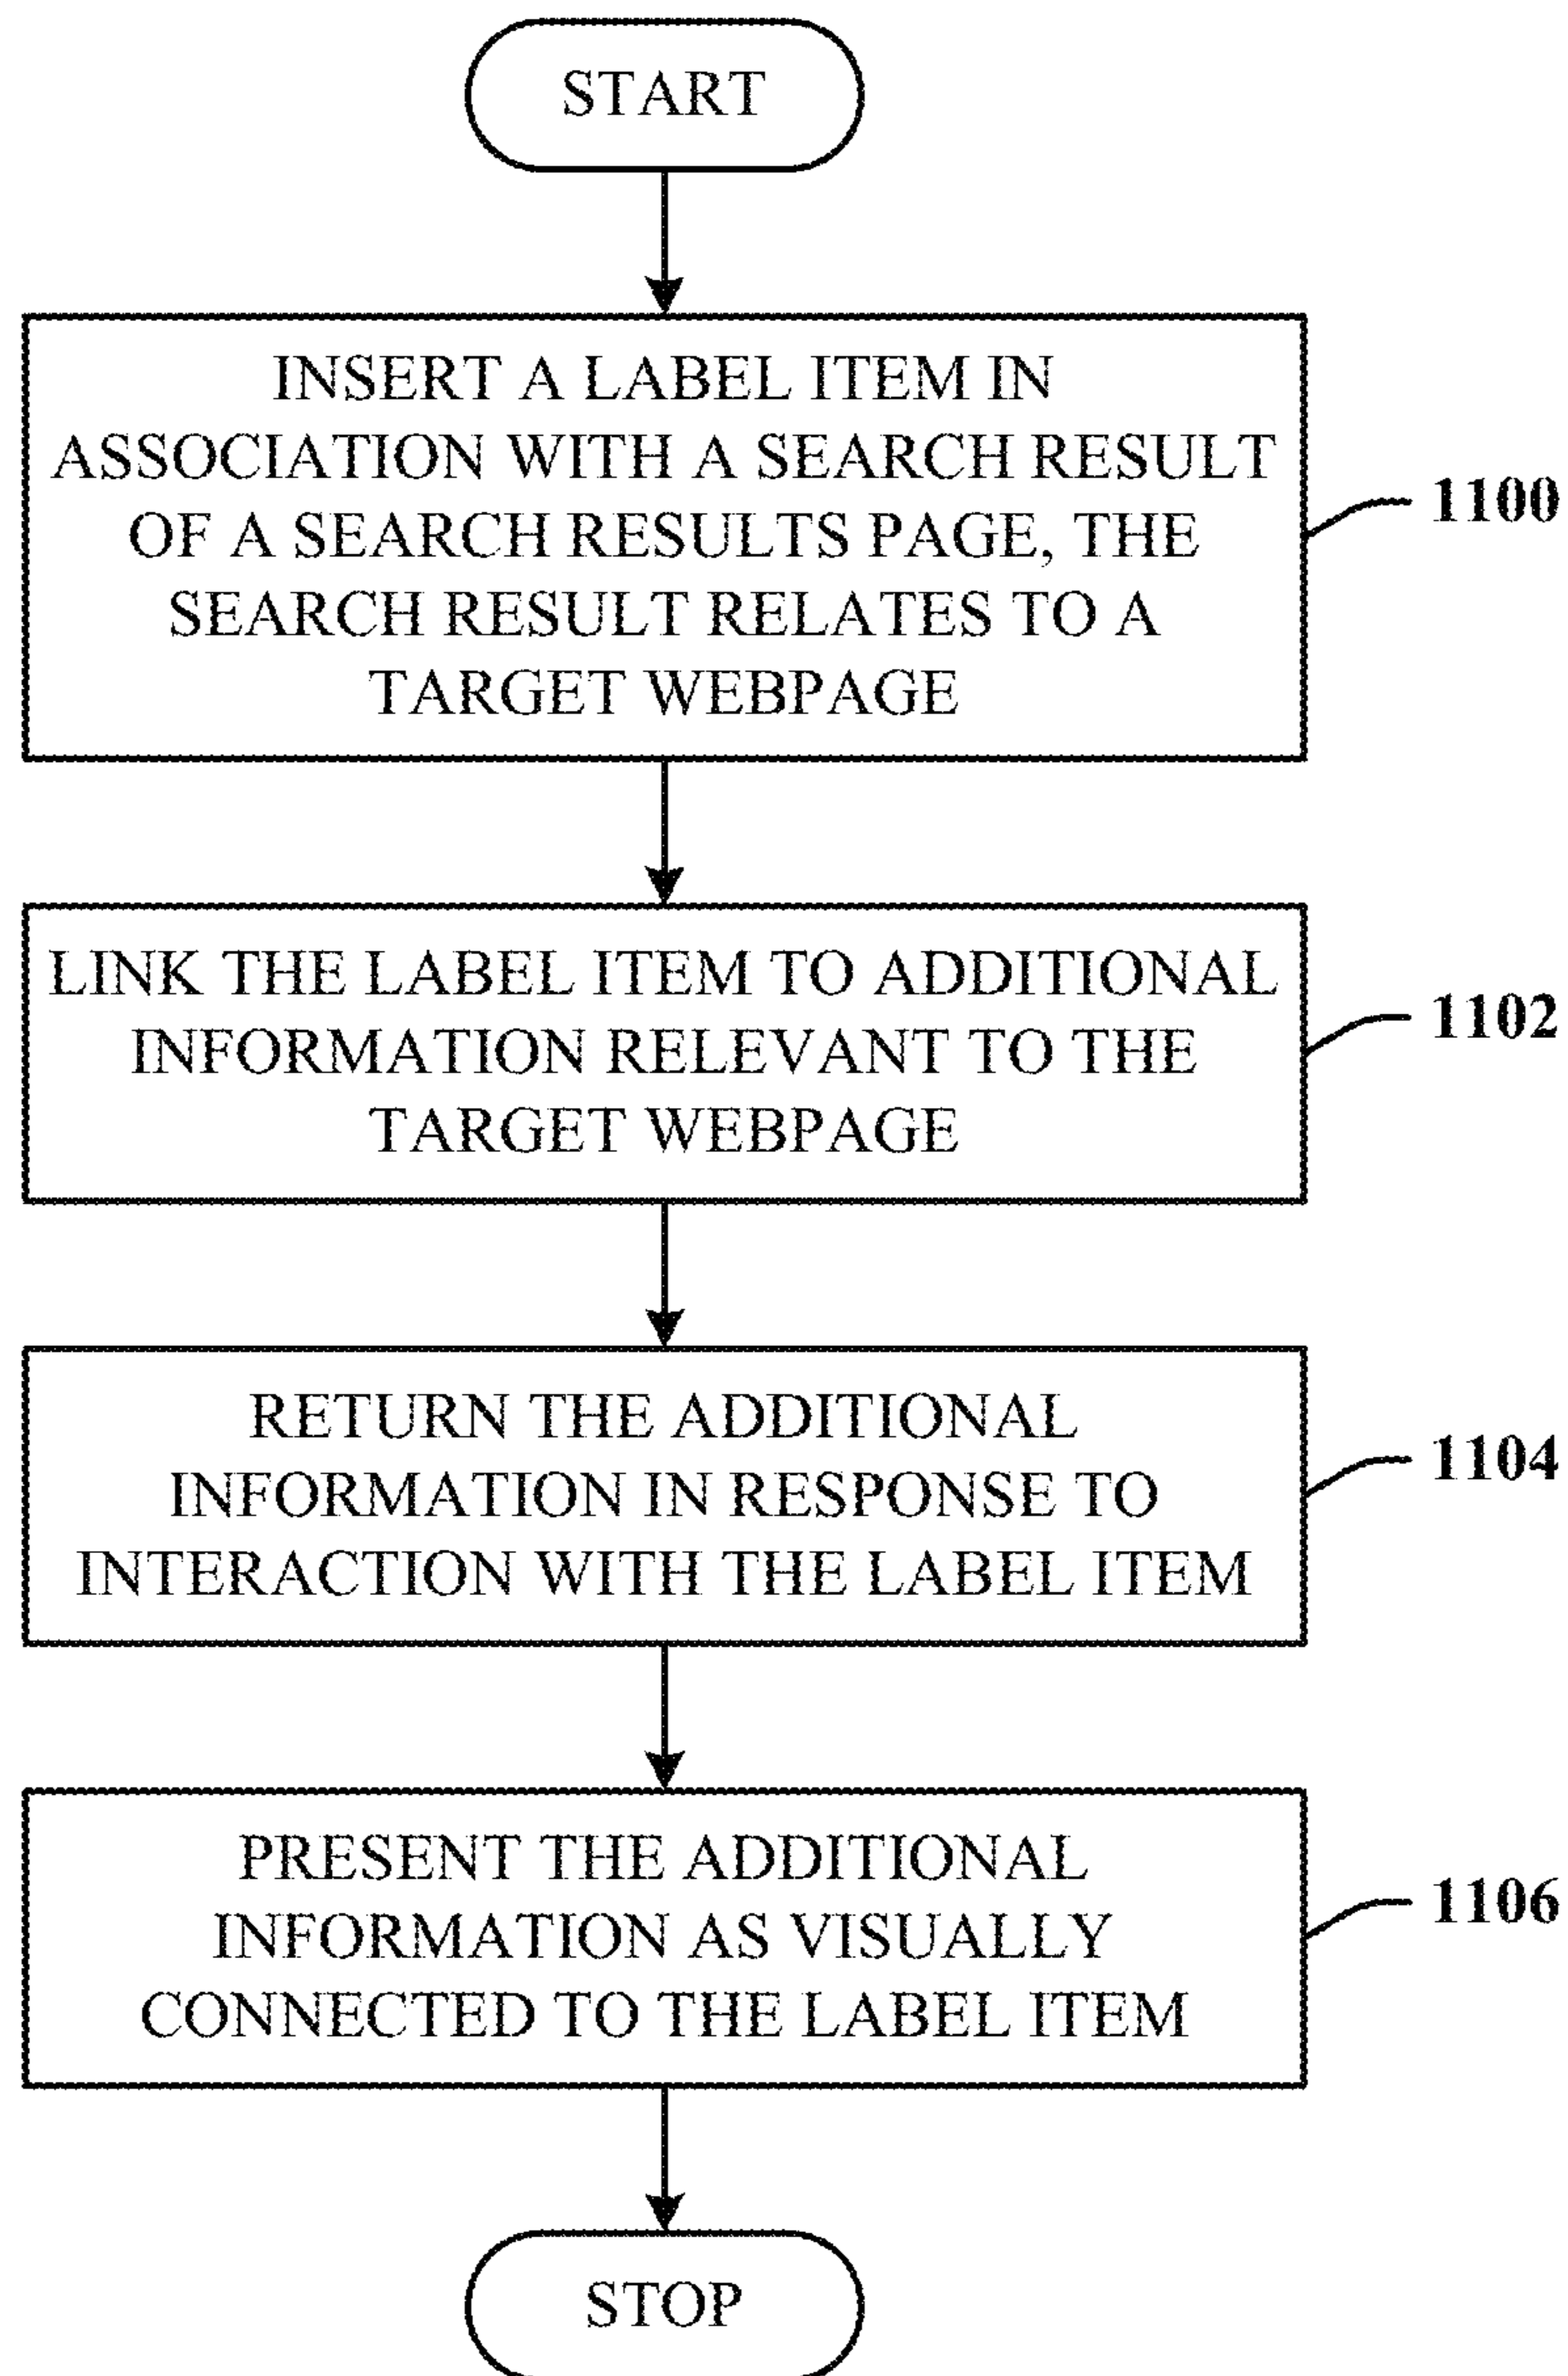 START
INSERT A LABEL ITEM IN
ASSOCIATION WITH A SEARCH RESULT
OF A SEARCH RESULTS PAGE, THE
SEARCH RESULT RELATES TO A
TARGET WEBPAGE
1100
LINK THE LABEL ITEM TO ADDITIONAL
INFORMATION RELEVANT TO THE
TARGET WEBPAGE
1102
RETURN THE ADDITIONAL
INFORMATION IN RESPONSE TO
INTERACTION WITH THE LABEL ITEM
1104
PRESENT THE ADDITIONAL
INFORMATION AS VISUALLY
CONNECTED TO THE LABEL ITEM
1106
STOP